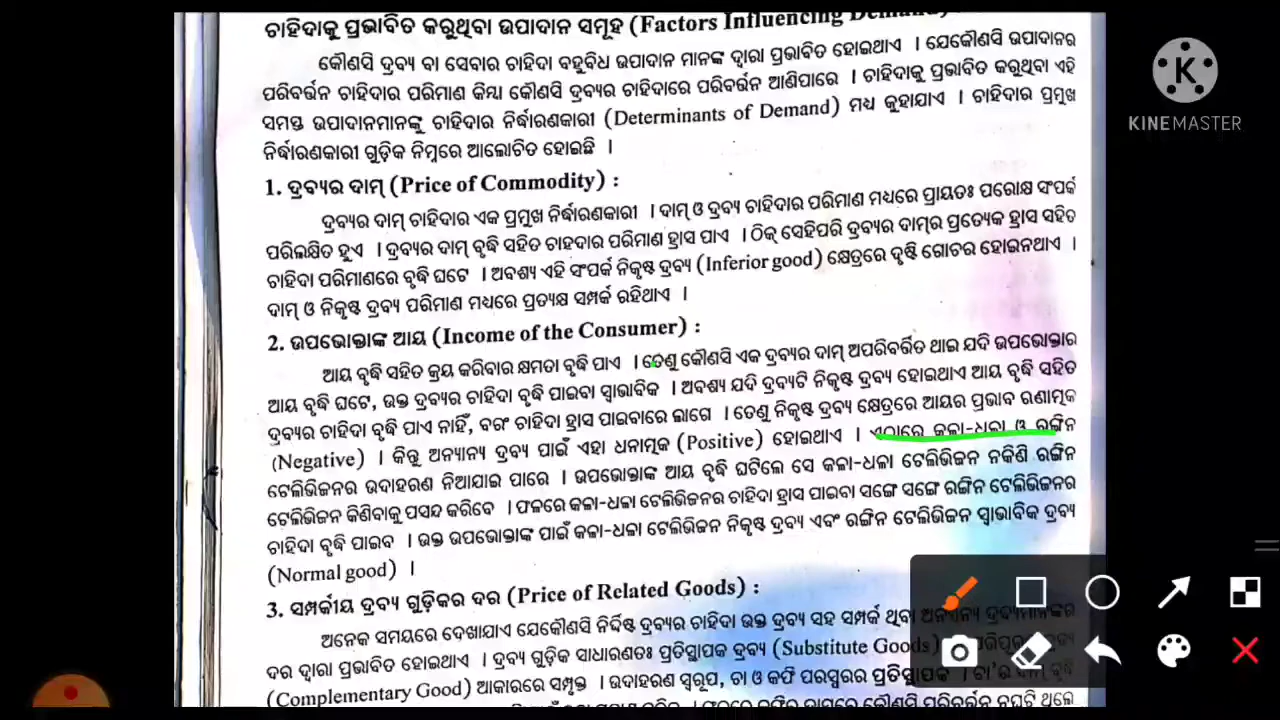 ଚାହିଦାକୁ ପ୍ରଭାବିତ କରୁଥିବା ଉପାଦାନ ସମୂହ (Factors Influencing Demand)
କୌଣସି ଦ୍ରବ୍ୟ ବା ସେବାର ଚାହିଦା ବହୁବିଧ ଉପାଦାନ ମାନଙ୍କ ଦ୍ୱାରା ପ୍ରଭାବିତ ହୋଇଥାଏ । ଯେକୌଣସି ଉପାଦାନର
ପରିବର୍ତ୍ତନ ଚାହିଦାର ପରିମାଣ କିମ୍ବା କୌଣସି ଦ୍ରବ୍ୟର ଚାହିଦାରେ ପରିବର୍ତ୍ତନ ଆଣିପାରେ । ଚାହିଦାକୁ ପ୍ରଭାବିତ କରୁଥିବା ଏହି
ସମସ୍ତ ଉପାଦାନମାନଙ୍କୁ ଚାହିଦାର ନିର୍ଦ୍ଧାରଣକାରୀ (Determinants of Demand) ମଧ୍ୟ କୁହାଯାଏ । ଚାହିଦାର ପ୍ରମୁଖ
ନିର୍ଦ୍ଧାରଣକାରୀ ଗୁଡ଼ିକ ନିମ୍ନରେ ଆଲୋଚିତ ହୋଇଛି ।
KINEMASTER
1. ଦ୍ରବ୍ୟର ଦାମ୍ (Price of Commodity) :
ଦ୍ରବ୍ୟର ଦାମ୍ ଚାହିଦାର ଏକ ପ୍ରମୁଖ ନିର୍ଦ୍ଧାରଣକାରୀ । ଦାମ୍ ଓ ଦ୍ରବ୍ୟ ଚାହିଦାର ପରିମାଣ ମଧ୍ୟରେ ପ୍ରାୟତଃ ପରୋକ୍ଷ ସଂପର୍କ
ପରିଲକ୍ଷିତ ହୁଏ । ଦ୍ରବ୍ୟର ଦାମ୍ ବୃଦ୍ଧି ସହିତ ଚାହଦାର ପରିମାଣ ହ୍ରାସ ପାଏ । ଠିକ୍ ସେହିପରି ଦ୍ରବ୍ୟର ଦାମ୍‌ର ପ୍ରତ୍ୟେକ ହ୍ରାସ ସହିତ
ଚାହିଦା ପରିମାଣରେ ବୃଦ୍ଧି ଘଟେ । ଅବଶ୍ୟ ଏହି ସଂପର୍କ ନିକୃଷ୍ଟ ଦ୍ରବ୍ୟ (Inferior good) କ୍ଷେତ୍ରରେ ଦୃଷ୍ଟି ଗୋଚର ହୋଇନଥାଏ ।
ଦାମ୍ ଓ ନିକୃଷ୍ଟ ଦ୍ରବ୍ୟ ପରିମାଣ ମଧ୍ୟରେ ପ୍ରତ୍ୟକ୍ଷ ସମ୍ପର୍କ ରହିଥାଏ ।
2. ଉପଭୋକ୍ତାଙ୍କ ଆୟ (Income of the Consumer) :
ଆୟ ବୃଦ୍ଧି ସହିତ କ୍ରୟ କରିବାର କ୍ଷମତା ବୃଦ୍ଧି ପାଏ । ତେଣୁ କୌଣସି ଏକ ଦ୍ରବ୍ୟର ଦାମ୍ ଅପରିବର୍ତ୍ତିତ ଥାଇ ଯଦି ଉପଭୋକ୍ତାର
ଆୟ ବୃଦ୍ଧି ଘଟେ, ଉକ୍ତ ଦ୍ରବ୍ୟର ଚାହିଦା ବୃଦ୍ଧି ପାଇବା ସ୍ୱାଭାବିକ । ଅବଶ୍ୟ ଯଦି ଦ୍ରବ୍ୟଟି ନିକୃଷ୍ଟ ଦ୍ରବ୍ୟ ହୋଇଥାଏ ଆୟ ବୃଦ୍ଧି ସହିତ
ଦ୍ରବ୍ୟର ଚାହିଦା ବୃଦ୍ଧି ପାଏ ନାହିଁ, ବରଂ ଚାହିଦା ହ୍ରାସ ପାଇବାରେ ଲାଗେ । ତେଣୁ ନିକୃଷ୍ଟ ଦ୍ରବ୍ୟ କ୍ଷେତ୍ରରେ ଆୟର ପ୍ରଭାବ ରଣାତ୍ମକ
(Negative) । କିନ୍ତୁ ଅନ୍ୟାନ୍ୟ ଦ୍ରବ୍ୟ ପାଇଁ ଏହା ଧନାତ୍ମକ (Positive) ହୋଇଥାଏ । ଏଠାରେ କଳା-ଧଳା ଓ ରଙ୍ଗିନ
ଟେଲିଭିଜନର ଉଦାହରଣ ନିଆଯାଇ ପାରେ । ଉପଭୋକ୍ତାଙ୍କ ଆୟ ବୃଦ୍ଧି ଘଟିଲେ ସେ କଳା-ଧଳା ଟେଲିଭିଜନ ନକିଣି ରଙ୍ଗିନ
ଟେଲିଭିଜନ କିଣିବାକୁ ପସନ୍ଦ କରିବେ । ଫଳରେ କଳା-ଧଳା ଟେଲିଭିଜନର ଚାହିଦା ହ୍ରାସ ପାଇବା ସଙ୍ଗେ ସଙ୍ଗେ ରଙ୍ଗିନ ଟେଲିଭିଜନର
ଚାହିଦା ବୃଦ୍ଧି ପାଇବ । ଉକ୍ତ ଉପଭୋକ୍ତାଙ୍କ ପାଇଁ କଳା-ଧଳା ଟେଲିଭିଜନ ନିକୃଷ୍ଟ ଦ୍ରବ୍ୟ ଏବଂ ରଙ୍ଗିନ ଟେଲିଭିଜନ ସ୍ୱାଭାବିକ ଦ୍ରବ୍ୟ
(Normal good) ।
3. ସମ୍ପର୍କୀୟ ଦ୍ରବ୍ୟ ଗୁଡ଼ିକର ଦର (Price of Related Goods) :
ଅନେକ ସମୟରେ ଦେଖାଯାଏ ଯେକୌଣସି ନିର୍ଦ୍ଦିଷ୍ଟ ଦ୍ରବ୍ୟର ଚାହିଦା ଉକ୍ତ ଦ୍ରବ୍ୟ ସହ ସମ୍ପର୍କ ଥିବା ଅନ୍ୟାନ୍ୟ ଦ୍ରବ୍ୟମାନଙ୍କର
ଦର ଦ୍ୱାରା ପ୍ରଭାବିତ ହୋଇଥାଏ । ଦ୍ରବ୍ୟ ଗୁଡ଼ିକ ସାଧାରଣତଃ ପ୍ରତିସ୍ଥାପକ ଦ୍ରବ୍ୟ (Substitute Goods)
(Complementary Good) ଆକାରରେ ସମ୍ପୃକ୍ତ । ଉଦାହରଣ ସ୍ୱରୂପ, ଚା ଓ କଫି ପରସ୍ପରର ପ୍ରତିସ୍ଥାପକ । ଚା'ର ଦାମ୍ ବୃଦ୍ଧି